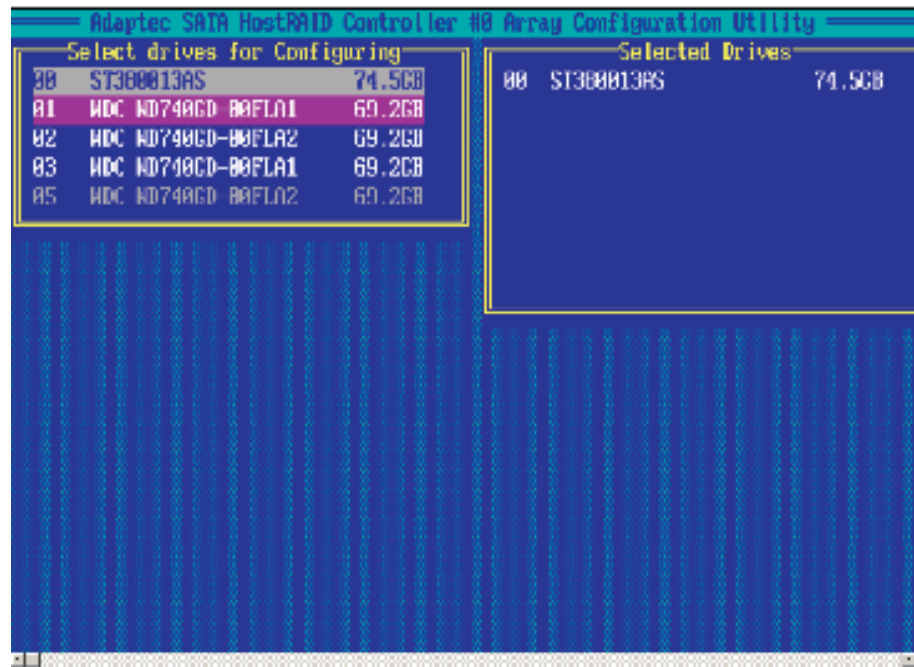 Adaptec SATA HostRAID Controller #0 Array Configuration Utility
Select drives for Configuring
00 ST380013AS 74.5GB
01 WDC WD740GD-00FLA1 69.2GB
02 WDC WD740GD-00FLA2 69.2GB
03 WDC WD740GD-00FLA1 69.2GB
05 WDC WD740GD-00FLA2 69.2GB
Selected Drives
00 ST380013AS 74.5GB